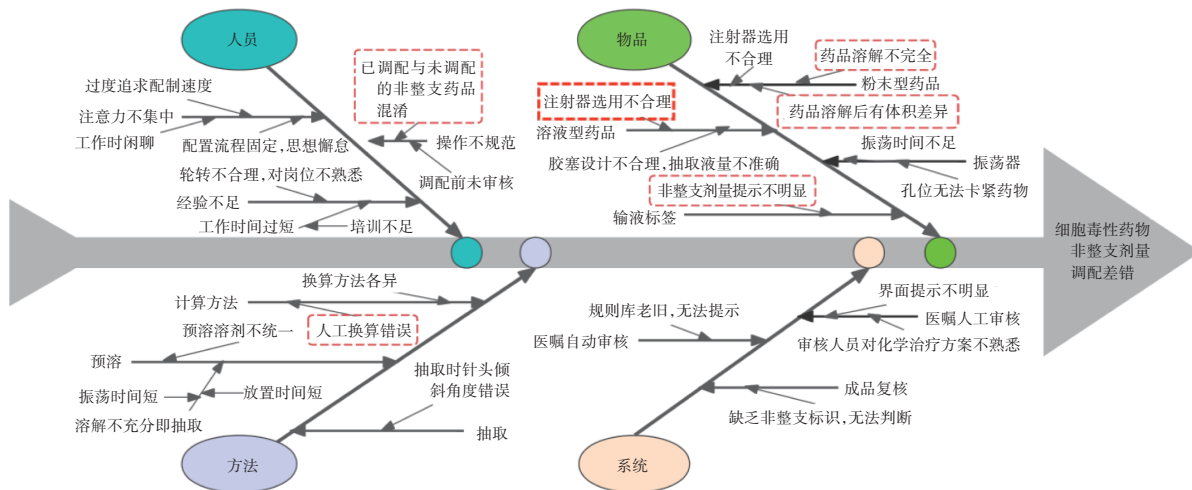 人员
过度追求配制速度
注意力不集中
工作时闲聊
配置流程固定,思想懈怠
已调配与未调配
的非整支药品
混淆
操作不规范
调配前未审核
轮转不合理,对岗位不熟悉
经验不足
工作时间过短
培训不足
物品
注射器选用
不合理
药品溶解不完全
粉末型药品
药品溶解后有体积差异
注射器选用不合理
溶液型药品
胶塞设计不合理,抽取液量不准确
振荡时间不足
振荡器
孔位无法卡紧药物
非整支剂量提示不明显
输液标签
细胞毒性药物
非整支剂量
调配差错
换算方法各异
计算方法
人工换算错误
预溶溶剂不统一
预溶
振荡时间短
放置时间短
溶解不充分即抽取
抽取时针头倾
斜角度错误
抽取
方法
规则库老旧,无法提示
医嘱自动审核
界面提示不明显
医嘱人工审核
审核人员对化学治疗方案不熟悉
成品复核
缺乏非整支标识,无法判断
系统